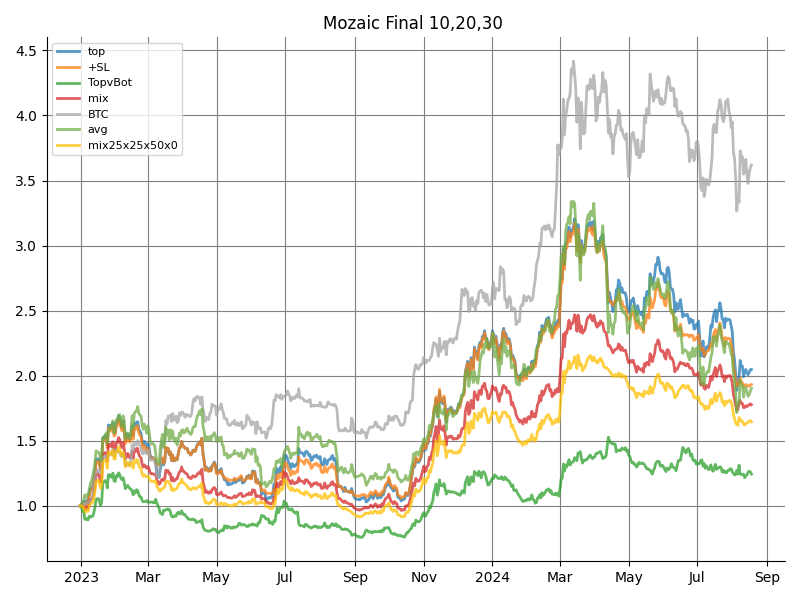 Mozaic Final 10,20,30
top
+SL
TopvBot
mix
BTC
avg
mix25x25x50x0
4.5
4.0
3.5
3.0
2.5
2.0
1.5
1.0
2023 Mar May Jul Sep Nov 2024 Mar May Jul Sep